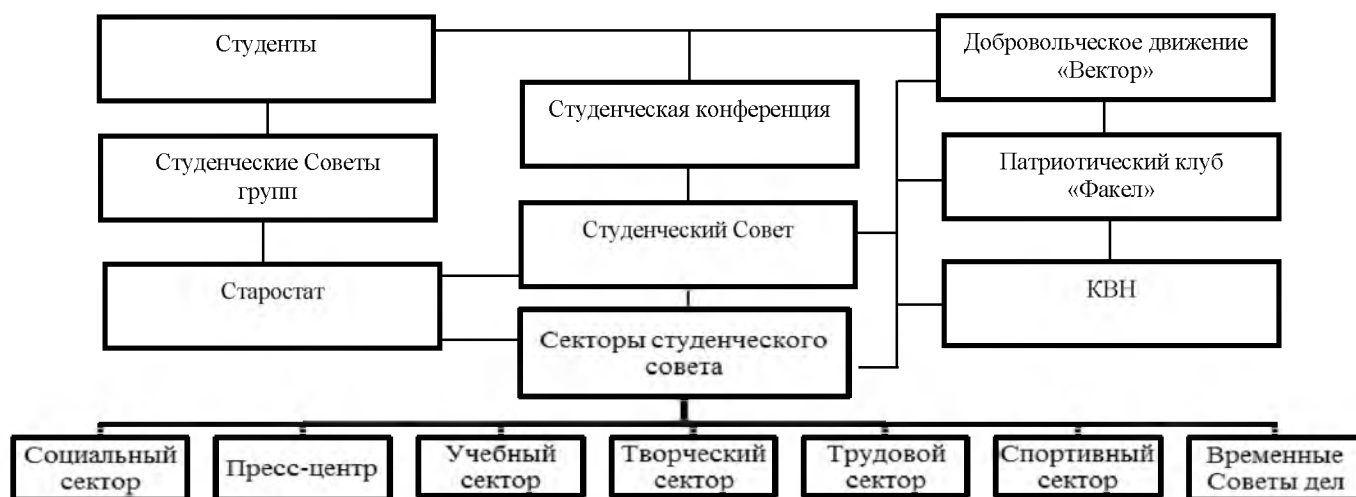 Студенты
Добровольческое движение
«Вектор»
Студенческая конференция
Студенческие Советы
групп
Патриотический клуб
«Факел»
Студенческий Совет
Старостат
КВН
Секторы студенческого
совета
Социальный
сектор
Пресс-центр
Учебный
сектор
Творческий
сектор
Трудовой
сектор
Спортивный
сектор
Временные
Советы дел